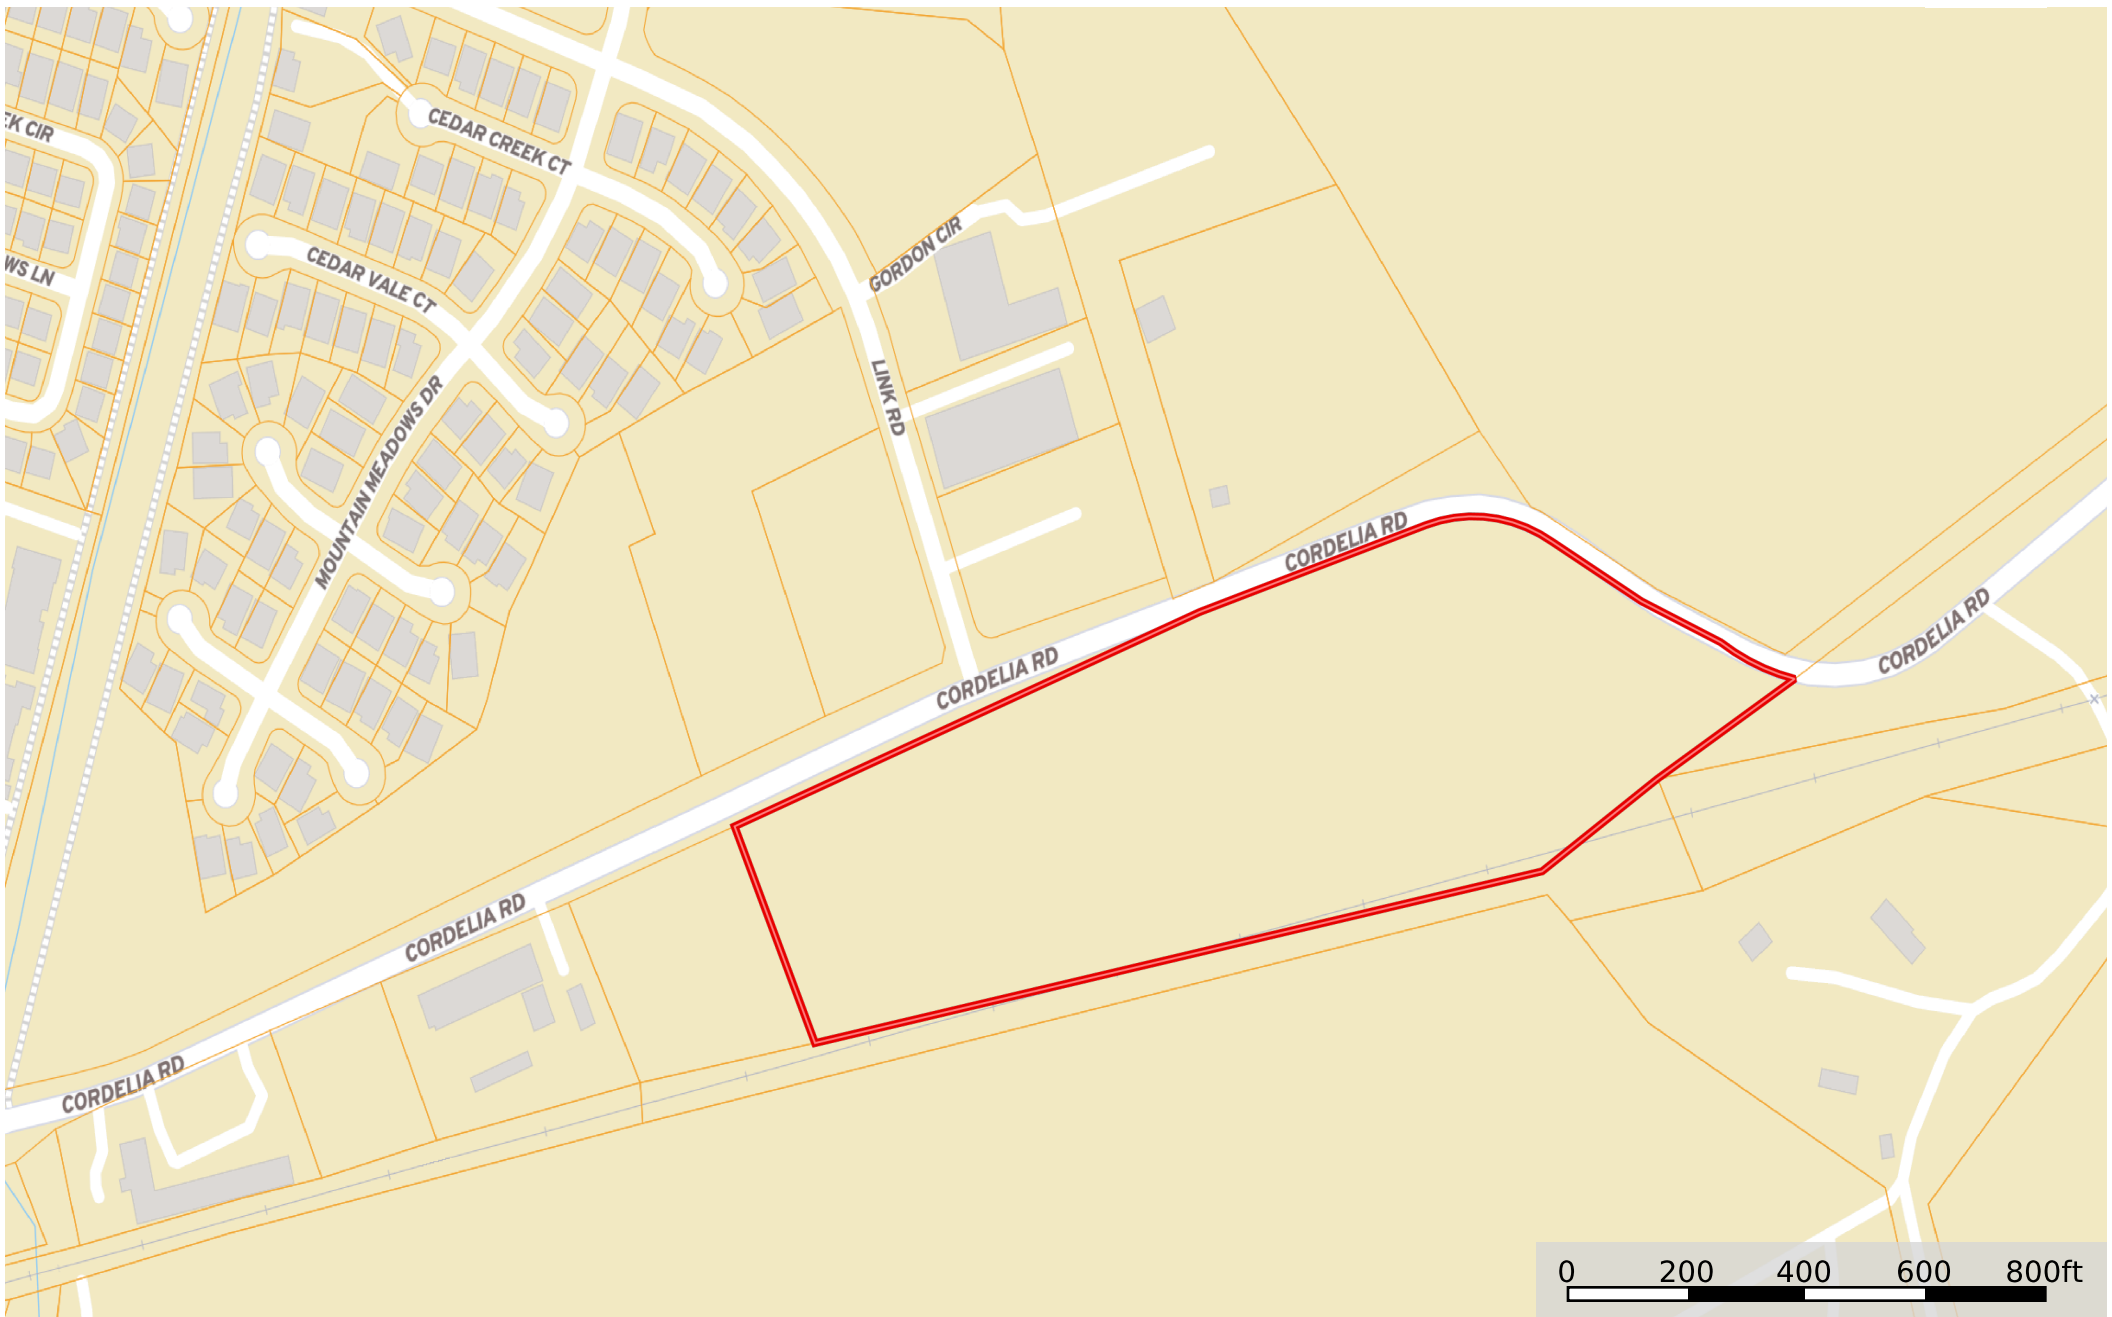 EK CIR
CEDAR CREEK CT
WS LN
CEDAR VALE CT
GORDON CIR
LINK RD
MOUNTAIN MEADOWS DR
CORDELIA RD
CORDELIA RD
CORDELIA RD
CORDELIA RD
CORDELIA RD
0 200 400 600 800ft